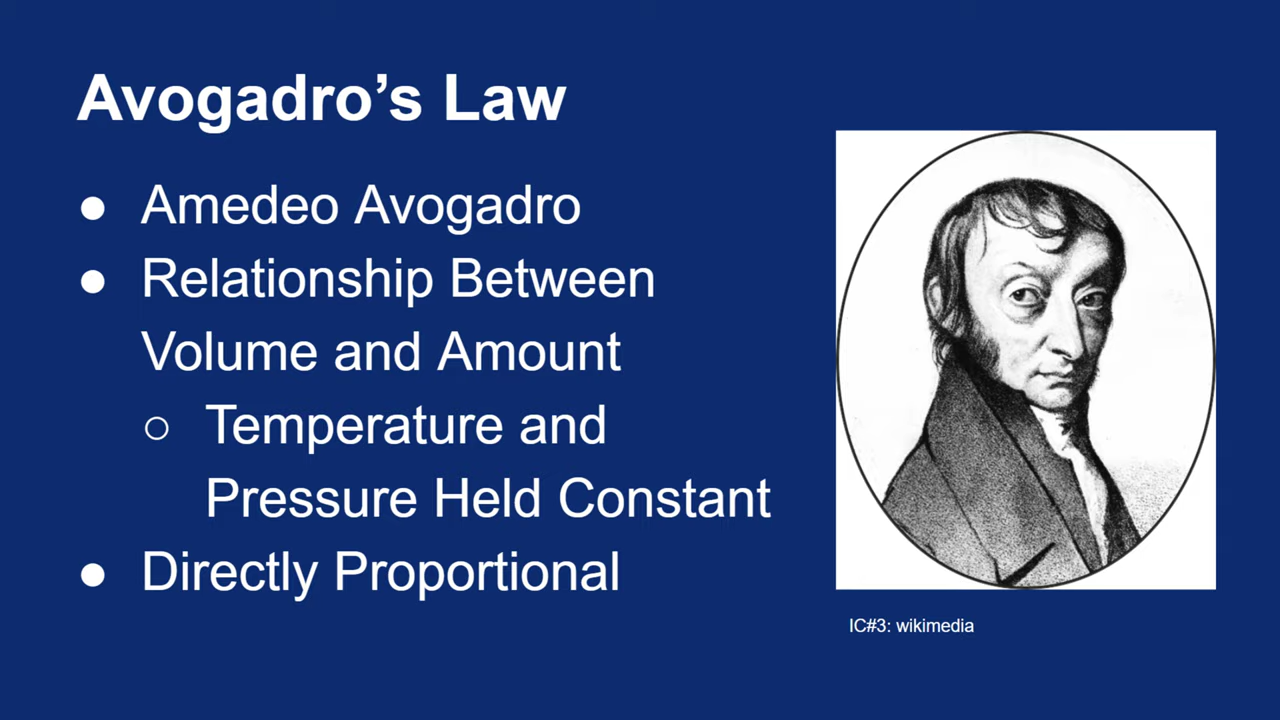 Avogadro’s Law
● Amedeo Avogadro
● Relationship Between
Volume and Amount
○ Temperature and
Pressure Held Constant
● Directly Proportional
IC#3: wikimedia